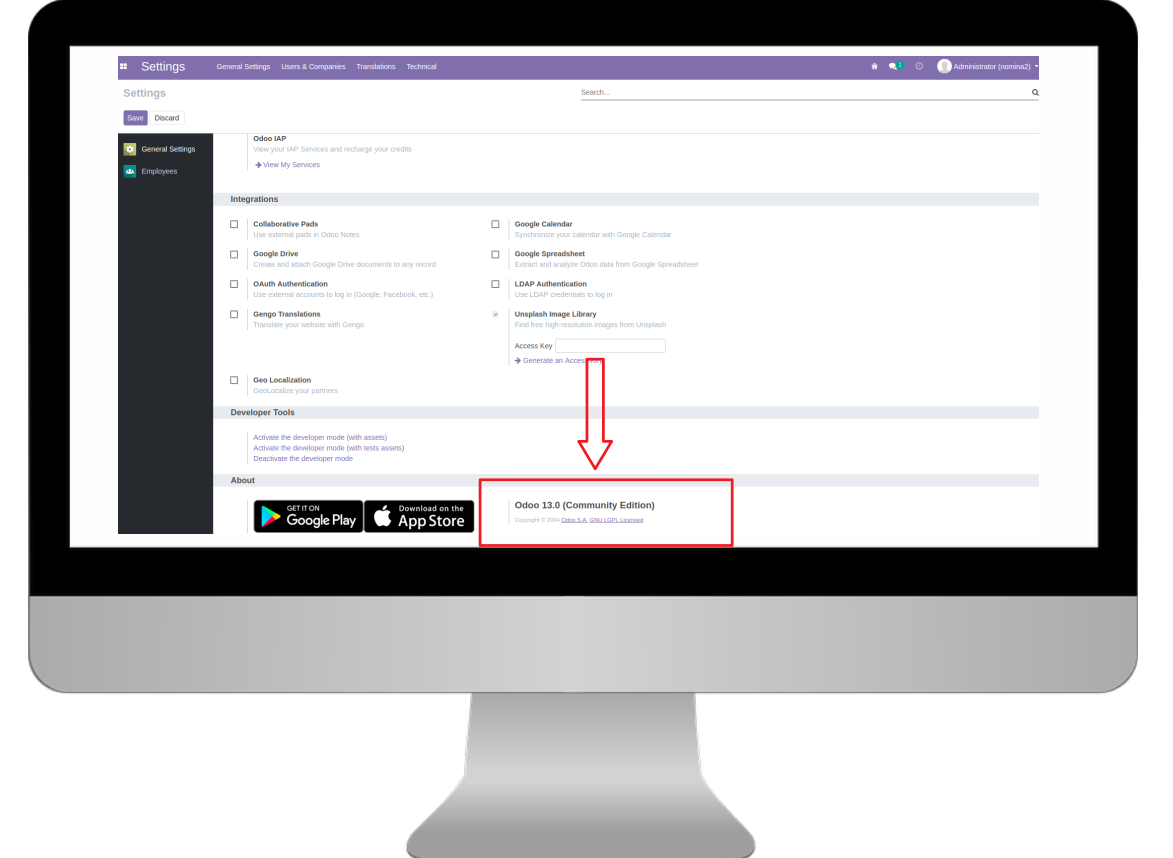 Settings General Settings Users & Companies Translations Technical 1 Administrator (nomina2)
Settings
Search...
Save Discard
General Settings
Employees
Odoo IAP
View your IAP Services and recharge your credits
View My Services
Integrations
Collaborative Pads
Use external pads in Odoo Notes
Google Calendar
Synchronize your calendar with Google Calendar
Google Drive
Create and attach Google Drive documents to any record
Google Spreadsheet
Extract and analyze Odoo data from Google Spreadsheet
OAuth Authentication
Use external accounts to log in (Google, Facebook, etc.)
LDAP Authentication
Use LDAP credentials to log in
Gengo Translations
Translate your website with Gengo
Unsplash Image Library
Find free high-resolution images from Unsplash
Access Key
Generate an Access Key
Geo Localization
GeoLocalize your partners
Developer Tools
Activate the developer mode (with assets)
Activate the developer mode (with tests assets)
Deactivate the developer mode
About
GET IT ON
Google Play
Download on the
App Store
Odoo 13.0 (Community Edition)
Copyright © 2004 Odoo S.A. GNU LGPL Licensed